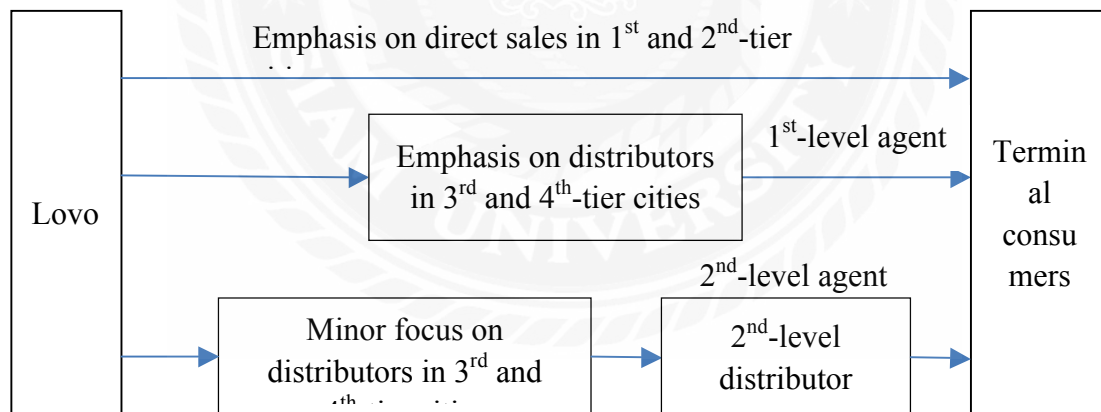 Emphasis on direct sales in 1st and 2nd-tier
1st-level agent
Emphasis on distributors
in 3rd and 4th-tier cities
Lovo
Termin
al
consu
mers
2nd-level agent
Minor focus on
distributors in 3rd and
2nd-level
distributor
UNIVERSITY